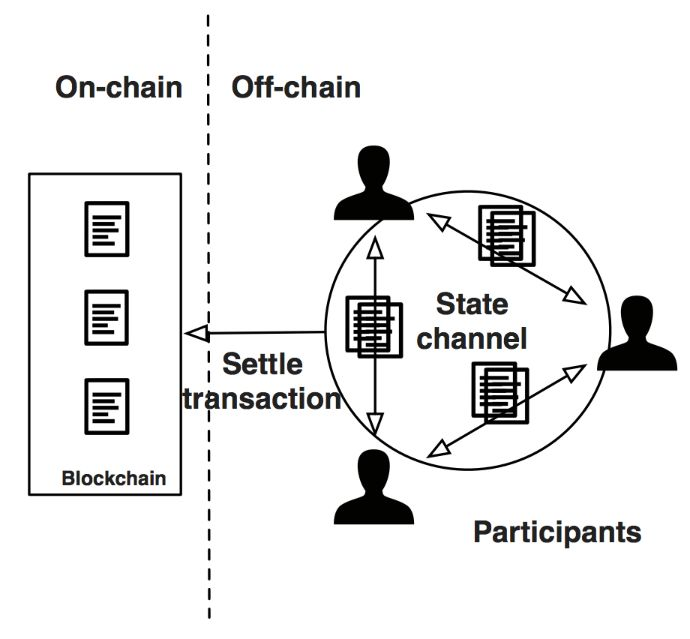 On-chain
Off-chain
State
channel
Settle
transaction
Blockchain
Participants